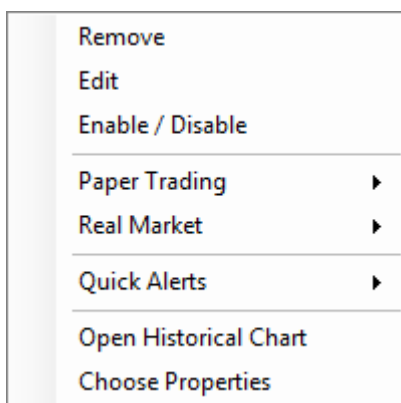 Remove
Edit
Enable / Disable
Paper Trading
Real Market
Quick Alerts
Open Historical Chart
Choose Properties